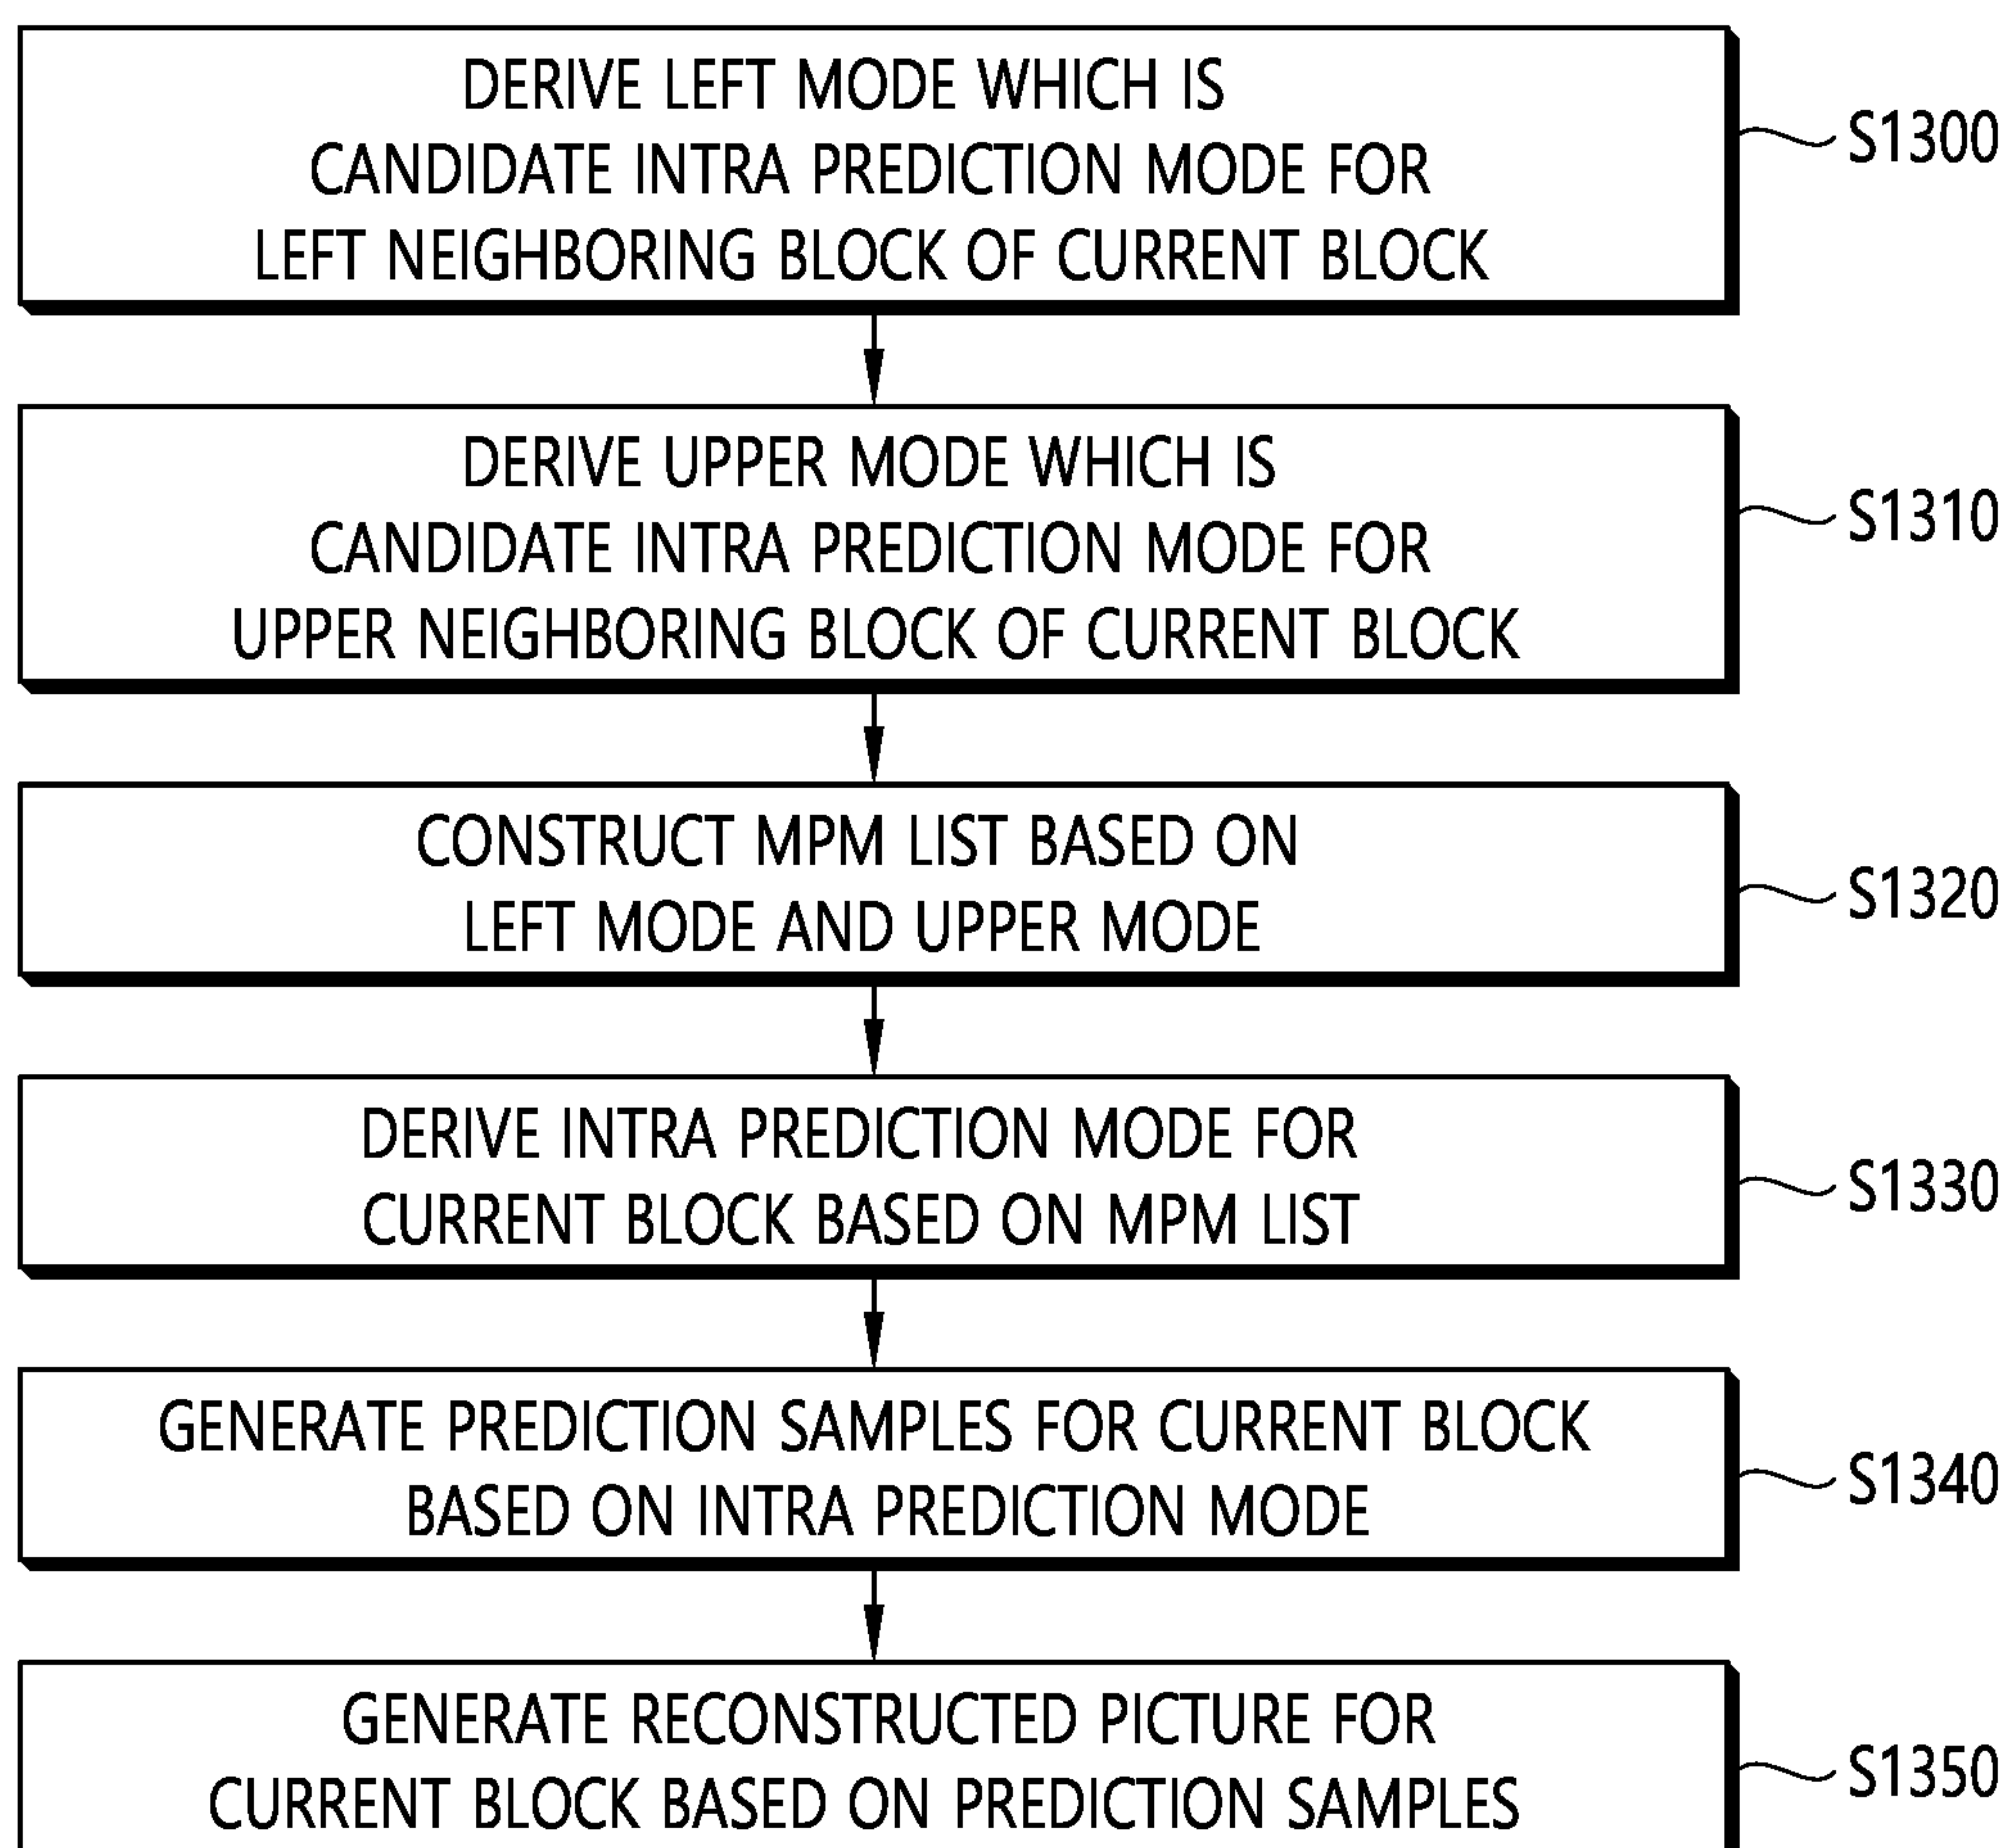 DERIVE LEFT MODE WHICH IS
CANDIDATE INTRA PREDICTION MODE FOR
LEFT NEIGHBORING BLOCK OF CURRENT BLOCK
S1300
DERIVE UPPER MODE WHICH IS
CANDIDATE INTRA PREDICTION MODE FOR
UPPER NEIGHBORING BLOCK OF CURRENT BLOCK
S1310
CONSTRUCT MPM LIST BASED ON
LEFT MODE AND UPPER MODE
S1320
DERIVE INTRA PREDICTION MODE FOR
CURRENT BLOCK BASED ON MPM LIST
S1330
GENERATE PREDICTION SAMPLES FOR CURRENT BLOCK
BASED ON INTRA PREDICTION MODE
S1340
GENERATE RECONSTRUCTED PICTURE FOR
CURRENT BLOCK BASED ON PREDICTION SAMPLES
S1350